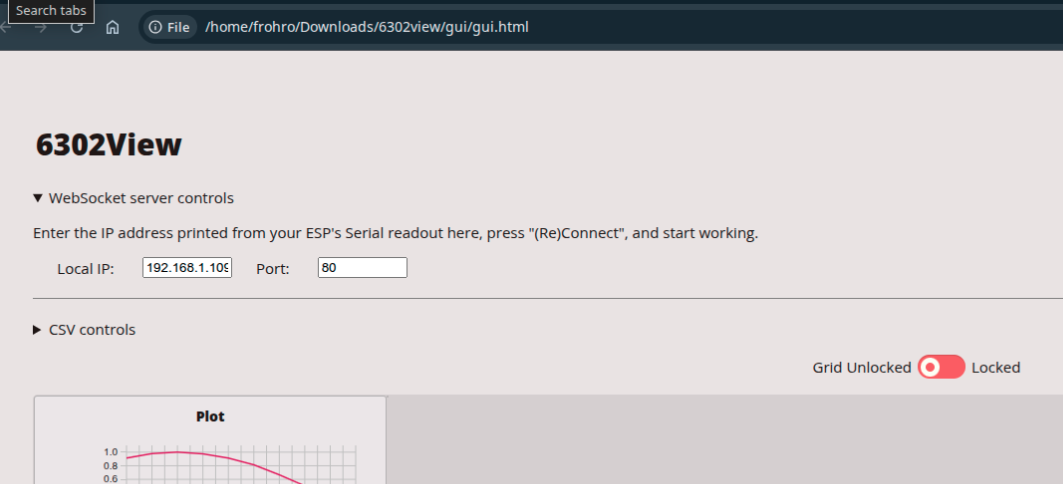 Search tabs
File /home/frohro/Downloads/6302view/gui/gui.html
6302View
WebSocket server controls
Enter the IP address printed from your ESP's Serial readout here, press "(Re)Connect", and start working.
Local IP: 192.168.1.109 Port: 80
CSV controls
Grid Unlocked Locked
Plot
1.0
0.8
0.6